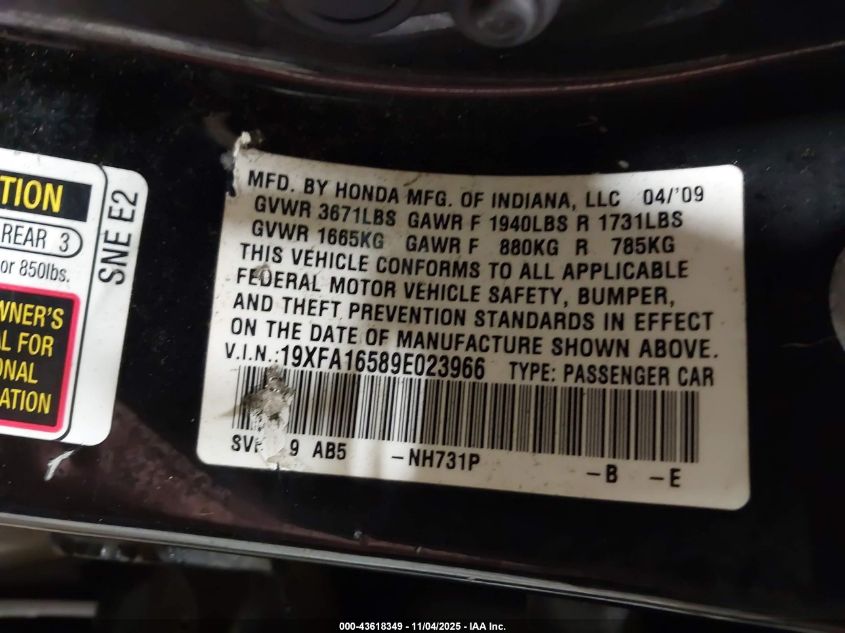 TION
REAR 3
or 850lbs.
WNER'S
AL FOR
ONAL
ATION
SNE E2
MFD. BY HONDA MFG. OF INDIANA, LLC 04/'09
GVWR 3671LBS GAWR F 1940LBS R 1731LBS
GVWR 1665KG GAWR F 880KG R 785KG
THIS VEHICLE CONFORMS TO ALL APPLICABLE
FEDERAL MOTOR VEHICLE SAFETY, BUMPER,
AND THEFT PREVENTION STANDARDS IN EFFECT
ON THE DATE OF MANUFACTURE SHOWN ABOVE.
V.I.N.:19XFA16589E023966 TYPE: PASSENGER CAR
9 AB5 -NH731P -B -E
000-43618349 - 11/04/2025 - IAA Inc.